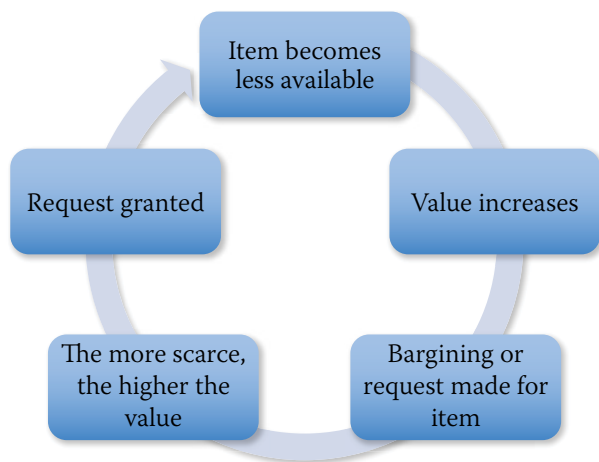 Item becomes
less available
Value increases
Bargining or
request made for
item
The more scarce,
the higher the
value
Request granted